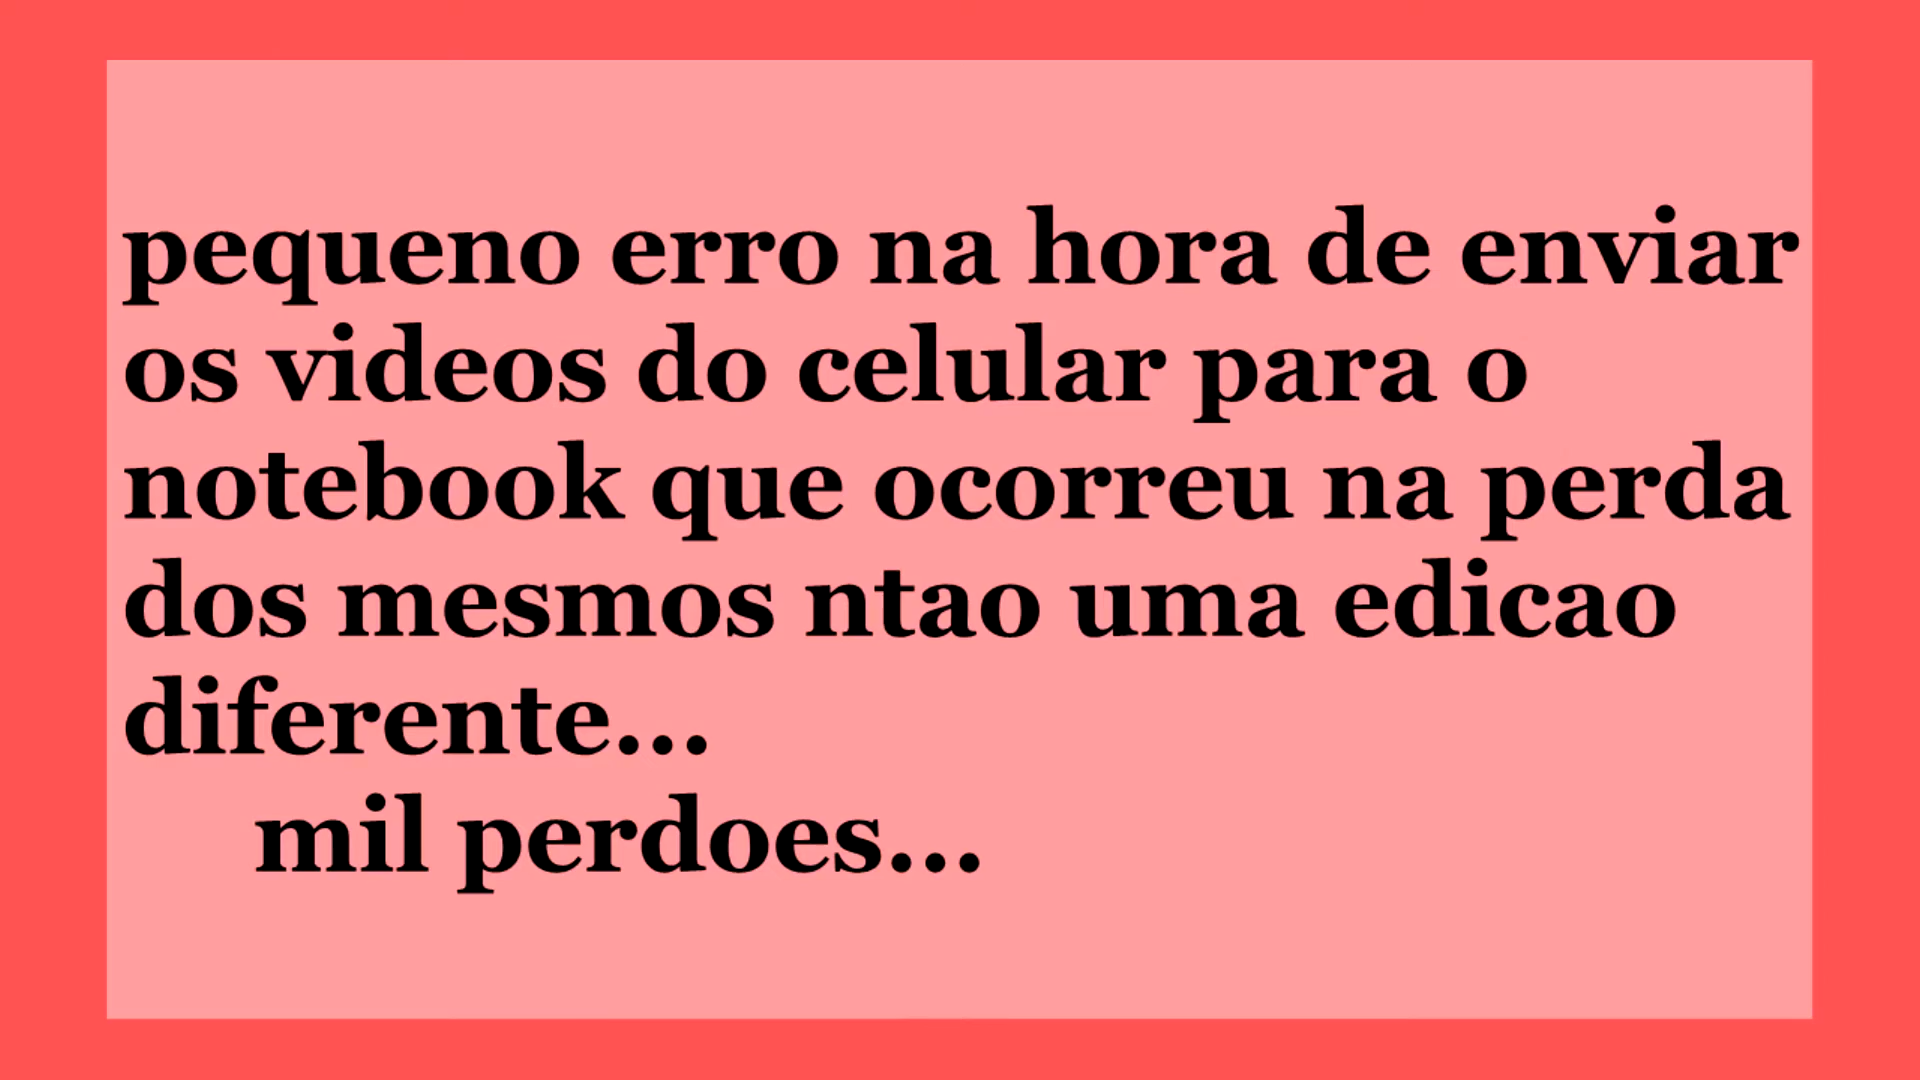 pequeno erro na hora de enviar
os videos do celular para o
notebook que ocorreu na perda
dos mesmos ntao uma edicao
diferente...
mil perdoes...